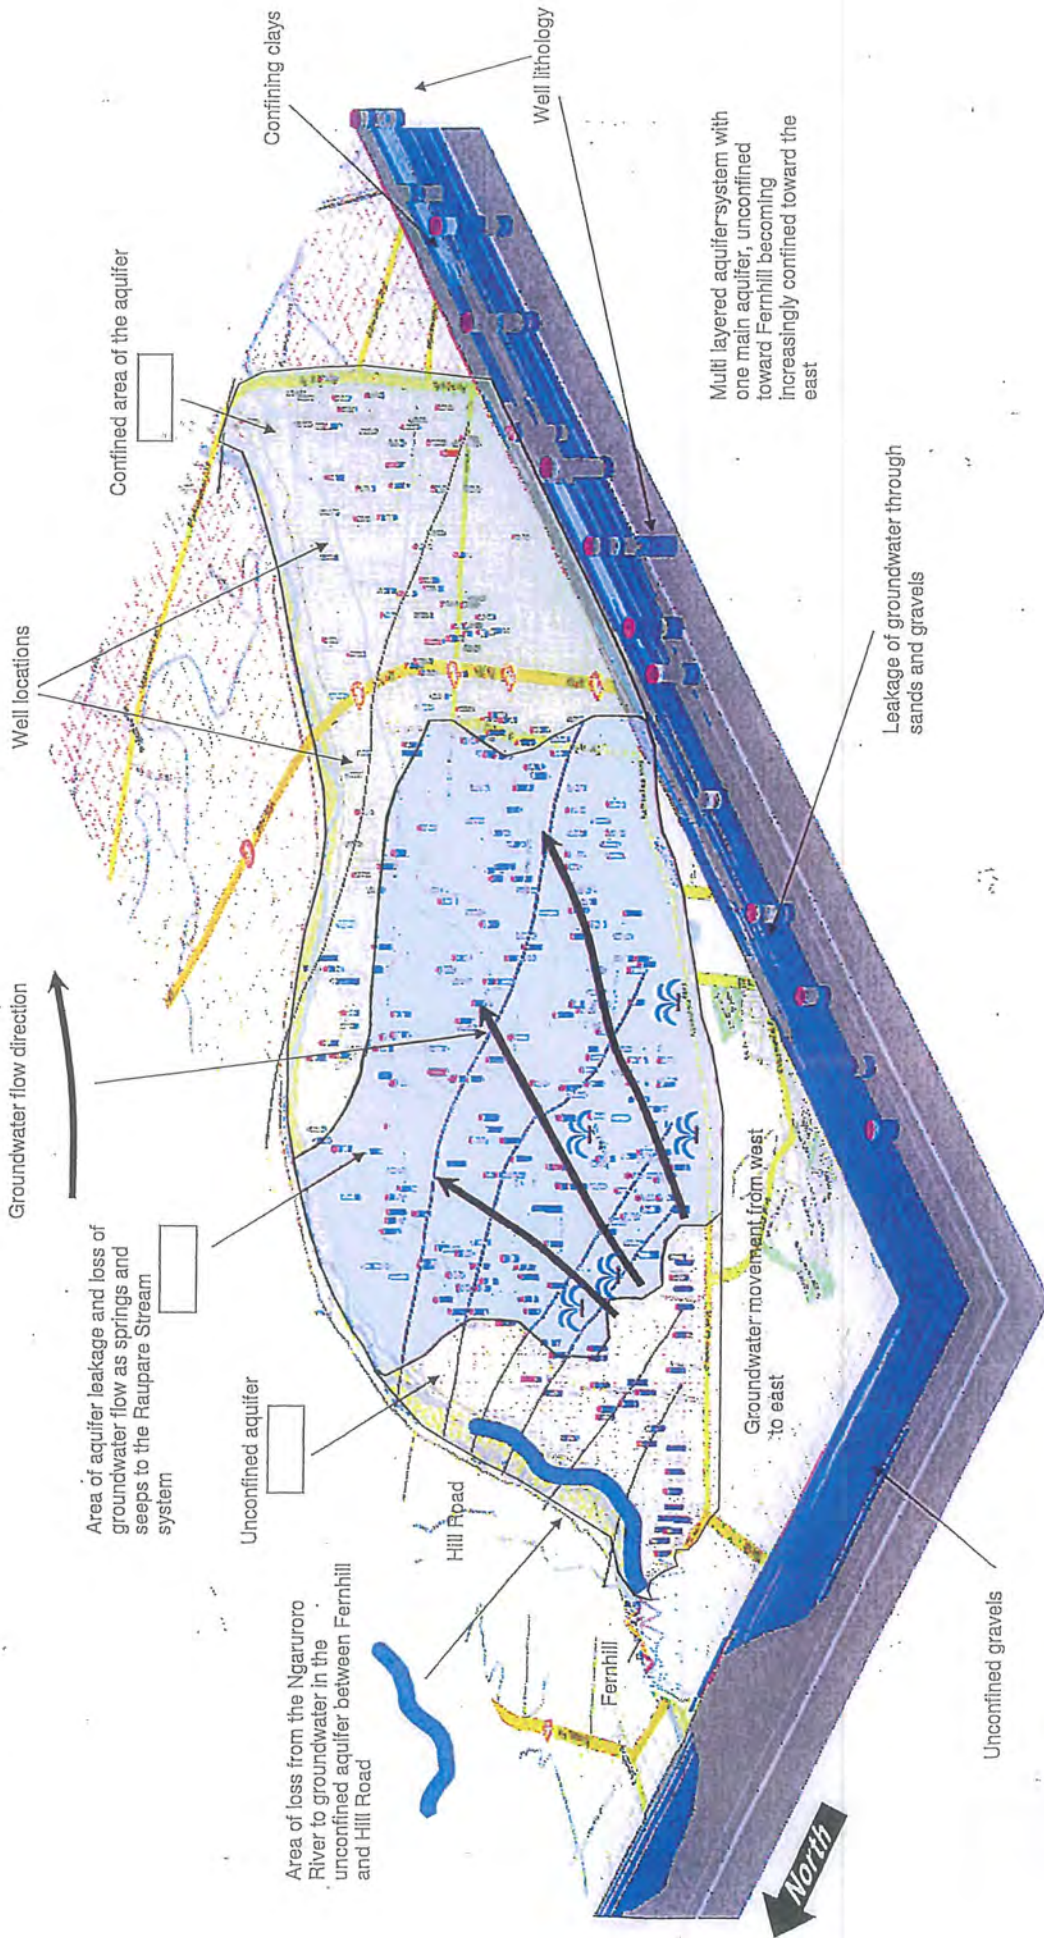 Groundwater flow direction
Well locations
Area of aquifer leakage and loss of
groundwater flow as springs and
seeps to the Raupare Stream
system
Confined area of the aquifer
Unconfined aquifer
Confining clays
Area of loss from the Ngaruroro
River to groundwater in the
unconfined aquifer between Fernhill
and Hill Road
Hill Road
Well lithology
Fernhill
Multi layered aquifer system with
one main aquifer, unconfined
toward Fernhill becoming
increasingly confined toward the
east
Groundwater movement from west
to east
Leakage of groundwater through
sands and gravels
North
Unconfined gravels